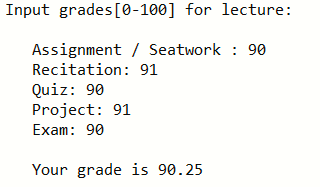 Input grades[0-100] for lecture:
Assignment / Seatwork : 90
Recitation: 91
Quiz: 90
Project: 91
Exam: 90
Your grade is 90.25